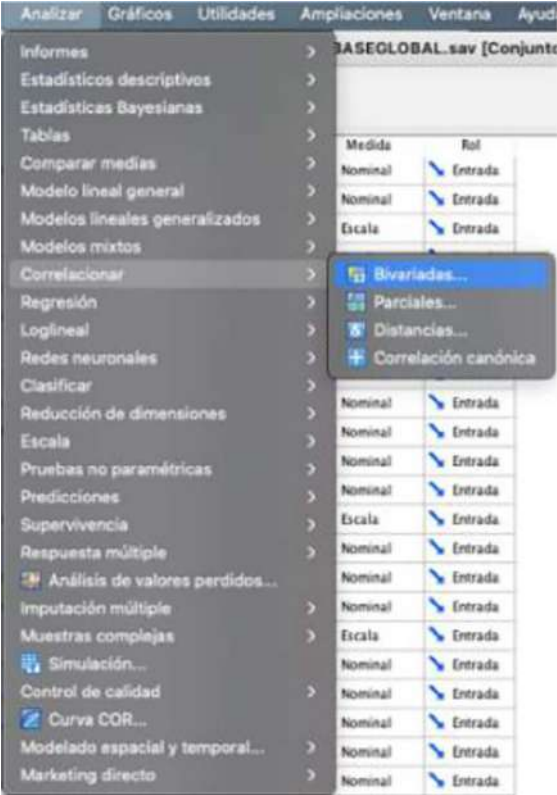 Analizar Gráficos Utilidades Ampliaciones Ventana Ayud
BASEGLOBAL.sav [Conjunto
Informes
Estadísticos descriptivos
Estadísticas Bayesianas
Tablas
Comparar medias
Modelo lineal general
Modelos lineales generalizados
Modelos mixtos
Correlacionar
Regresión
Loglineal
Redes neuronales
Clasificar
Reducción de dimensiones
Escala
Pruebas no paramétricas
Predicciones
Supervivencia
Respuesta múltiple
Análisis de valores perdidos...
Imputación múltiple
Muestras complejas
Simulación...
Control de calidad
Curva COR...
Modelado espacial y temporal...
Marketing directo
Bivariadas...
Parciales...
Distancias...
Correlación canónica
Medida Rol
Nominal Entrada
Nominal Entrada
Escala Entrada
Nominal Entrada
Nominal Entrada
Nominal Entrada
Nominal Entrada
Escala Entrada
Nominal Entrada
Nominal Entrada
Nominal Entrada
Escala Entrada
Nominal Entrada
Nominal Entrada
Nominal Entrada
Nominal Entrada
Nominal Entrada